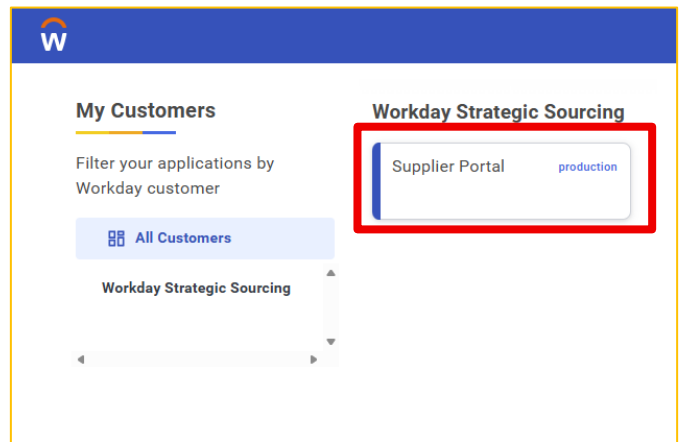 W
My Customers
Filter your applications by
Workday customer
All Customers
Workday Strategic Sourcing
Workday Strategic Sourcing
Supplier Portal production